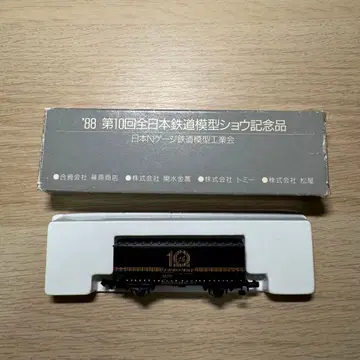 '88 第10回全日本鉄道模型ショウ記念品
日本Nゲージ鉄道模型工業会
●合資会社 藤商店 ●株式会社 関水金属 ●株式会社 トミー ●株式会社 松屋
10